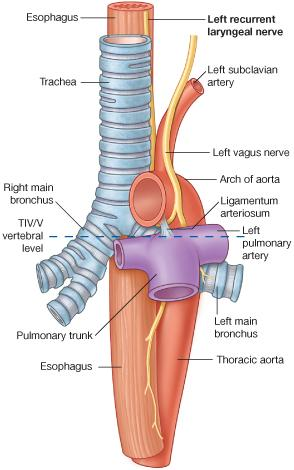 Esophagus
Left recurrent
laryngeal nerve
Trachea
Left subclavian
artery
Left vagus nerve
Arch of aorta
Right main
bronchus
Ligamentum
arteriosum
TIV/V
vertebral
level
Left
pulmonary
artery
Pulmonary trunk
Left main
bronchus
Esophagus
Thoracic aorta